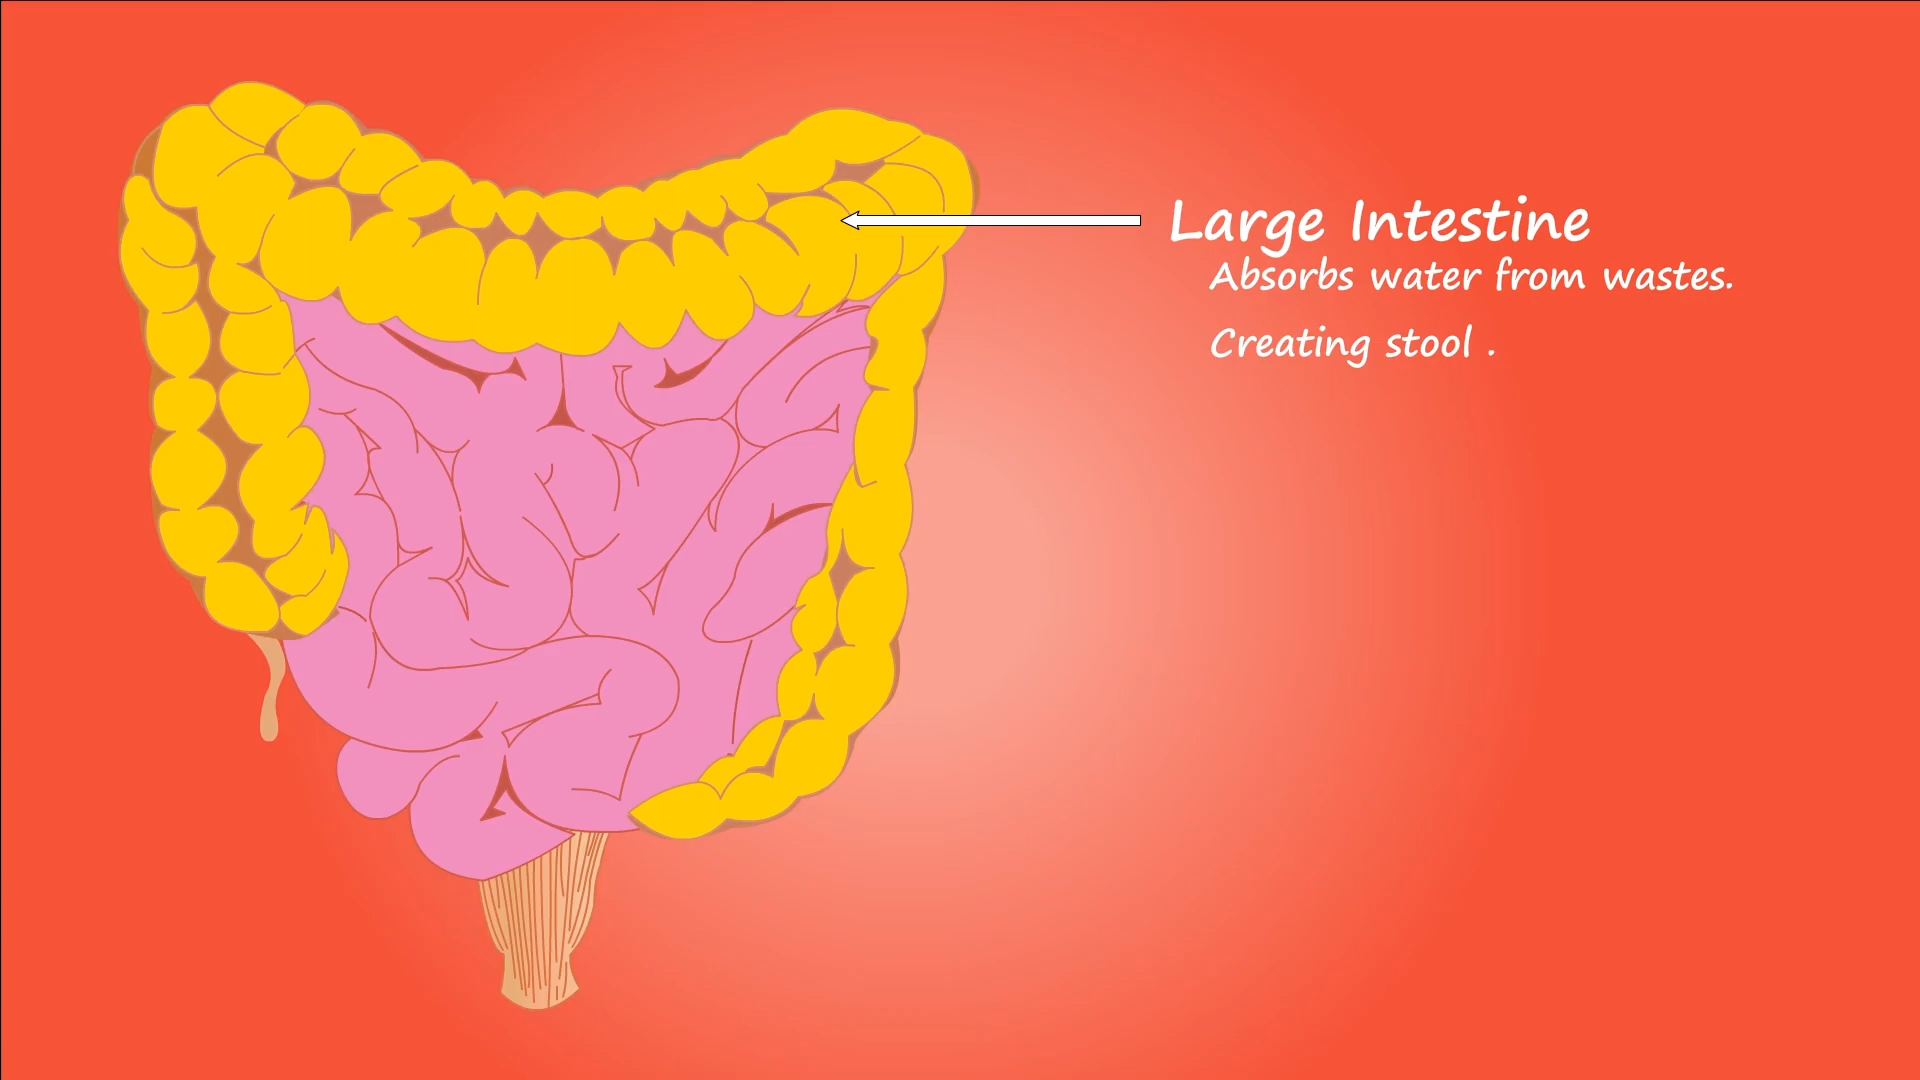 Large Intestine
Absorbs water from wastes.
Creating stool .